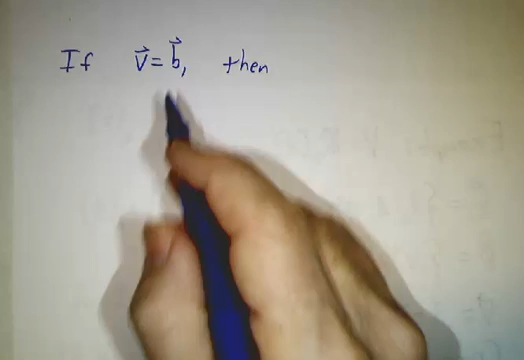 If v⃗ = b⃗, then